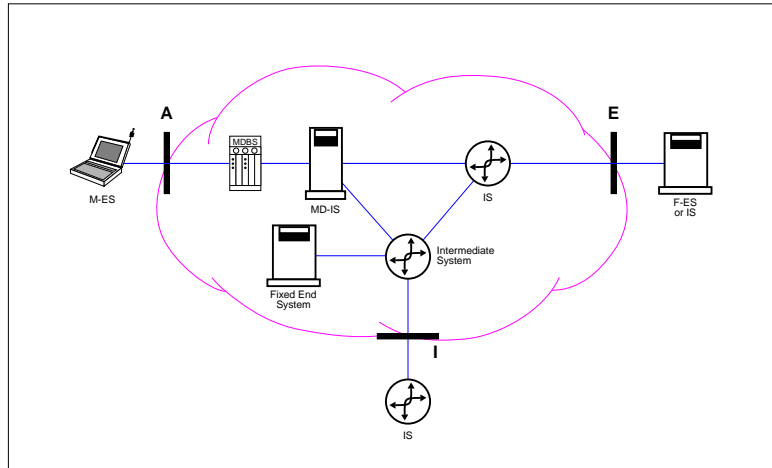 A
E
MDBS
M-ES
MD-IS
IS
F-ES
or IS
Intermediate
System
Fixed End
System
I
IS